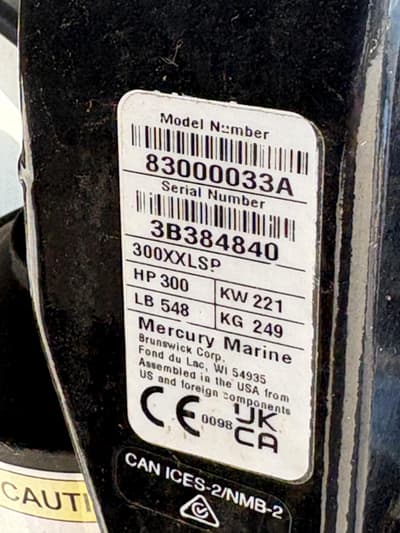 Model Number
83000033A
Serial Number
3B384840
300XXLSP
HP 300
KW 221
LB 548
KG 249
Mercury Marine
Brunswick Corp.
Fond du Lac, WI 54935
Assembled in the USA from
US and foreign components
CE 0098 UK
CA
CAN ICES-2/NMB-2
CAUTI